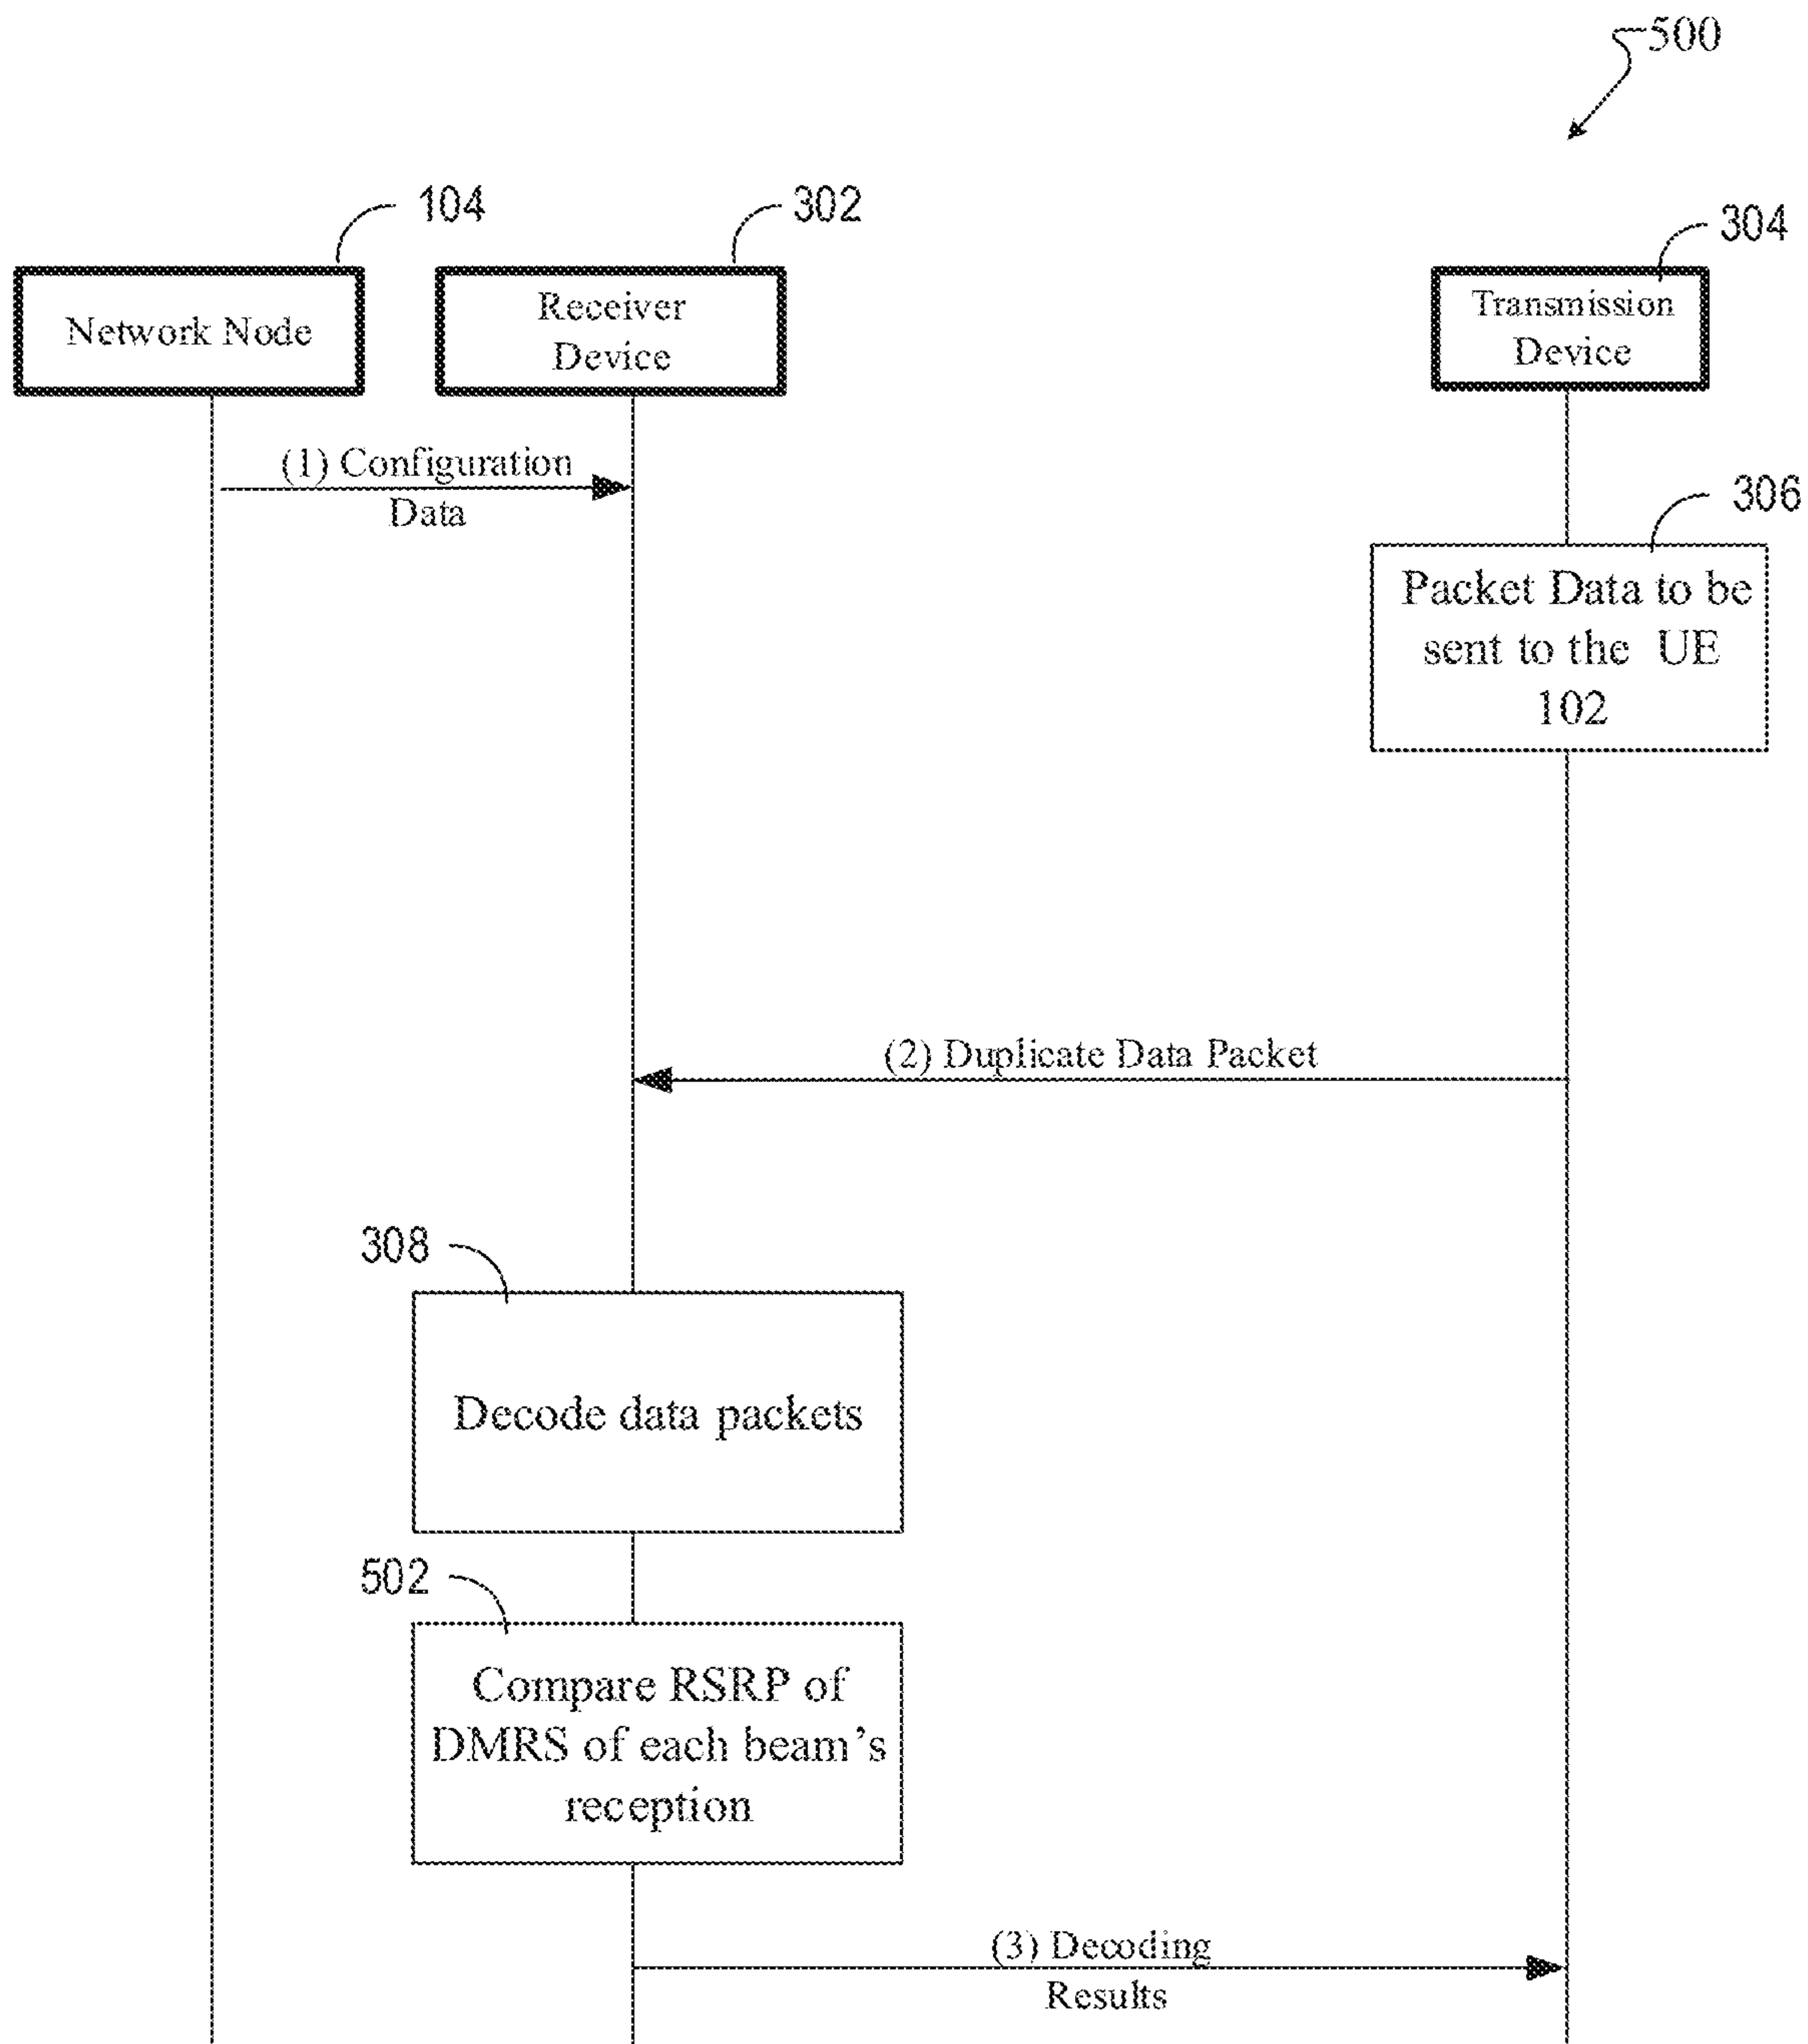 500
104
302
304
Network Node
Receiver
Device
Transmission
Device
(1) Configuration
Data
306
Packet Data to be
sent to the UE
102
(2) Duplicate Data Packet
308
Decode data packets
502
Compare RSRP of
DMRS of each beam's
reception
(3) Decoding
Results